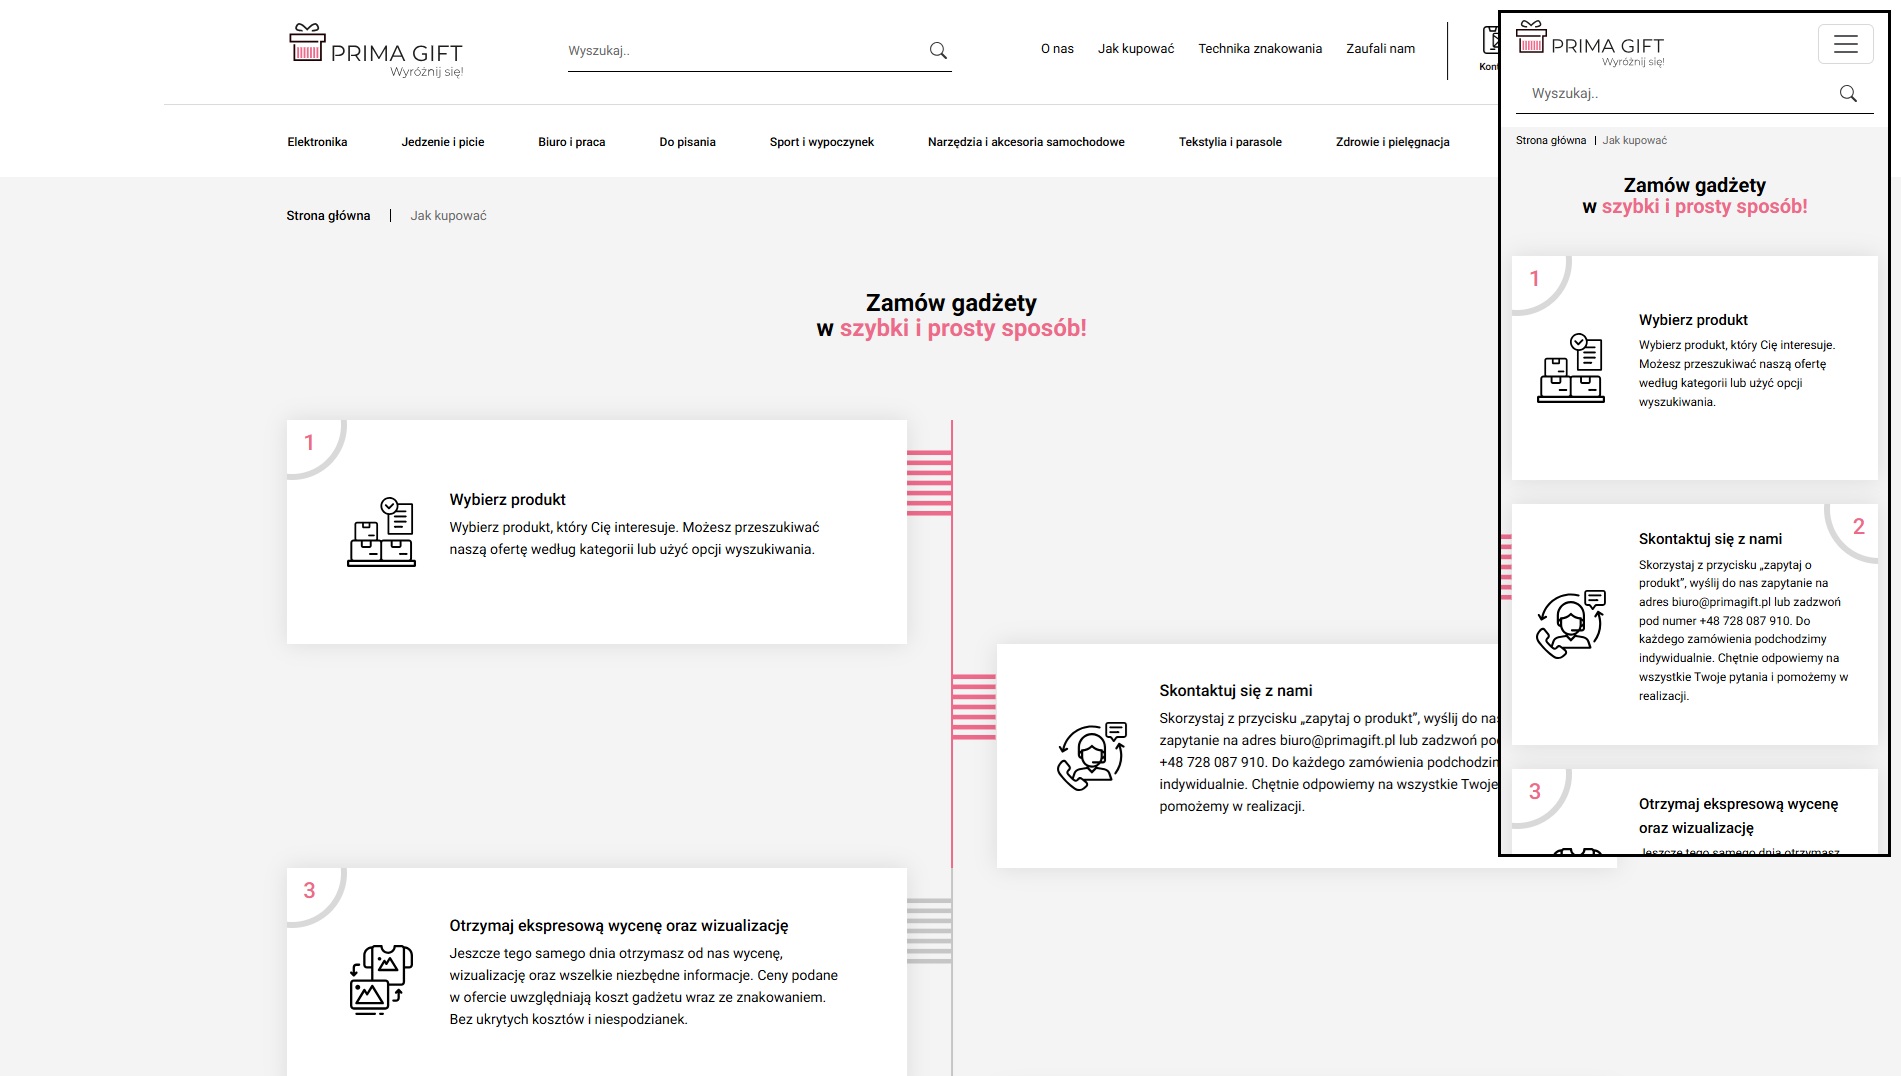 PRIMA GIFT
Wyróżnij się!
Wyszukaj..
O nas
Jak kupować
Technika znakowania
Zaufali nam
Elektronika
Jedzenie i picie
Biuro i praca
Do pisania
Sport i wypoczynek
Narzędzia i akcesoria samochodowe
Tekstylia i parasole
Zdrowie i pielęgnacja
Strona główna | Jak kupować
Zamów gadżety
w szybki i prosty sposób!
1
Wybierz produkt
Wybierz produkt, który Cię interesuje. Możesz przeszukiwać
naszą ofertę według kategorii lub użyć opcji wyszukiwania.
Skontaktuj się z nami
Skorzystaj z przycisku „zapytaj o produkt”, wyślij do nas
zapytanie na adres biuro@primagift.pl lub zadzwoń pod
+48 728 087 910. Do każdego zamówienia
indywidualnie. Chętnie odpowiemy na wszystkie Twoje
pomożemy w realizacji.
3
Otrzymaj ekspresową wycenę oraz wizualizację
Jeszcze tego samego dnia otrzymasz od nas wycenę,
wizualizację oraz wszelkie niezbędne informacje. Ceny podane
w ofercie uwzględniają koszt gadżetu wraz ze znakowaniem.
Bez ukrytych kosztów i niespodzianek.
PRIMA GIFT
Wyróżnij się!
Wyszukaj..
Strona główna | Jak kupować
Zamów gadżety
w szybki i prosty sposób!
1
Wybierz produkt
Wybierz produkt, który Cię interesuje.
Możesz przeszukiwać naszą ofertę
według kategorii lub użyć opcji
wyszukiwania.
2
Skontaktuj się z nami
Skorzystaj z przycisku „zapytaj o
produkt”, wyślij do nas zapytanie na
adres biuro@primagift.pl lub zadzwoń
pod numer +48 728 087 910. Do
każdego zamówienia podchodzimy
indywidualnie. Chętnie odpowiemy na
wszystkie Twoje pytania i pomożemy w
realizacji.
3
Otrzymaj ekspresową wycenę
oraz wizualizację
Jeszcze tego samego dnia otrzymasz